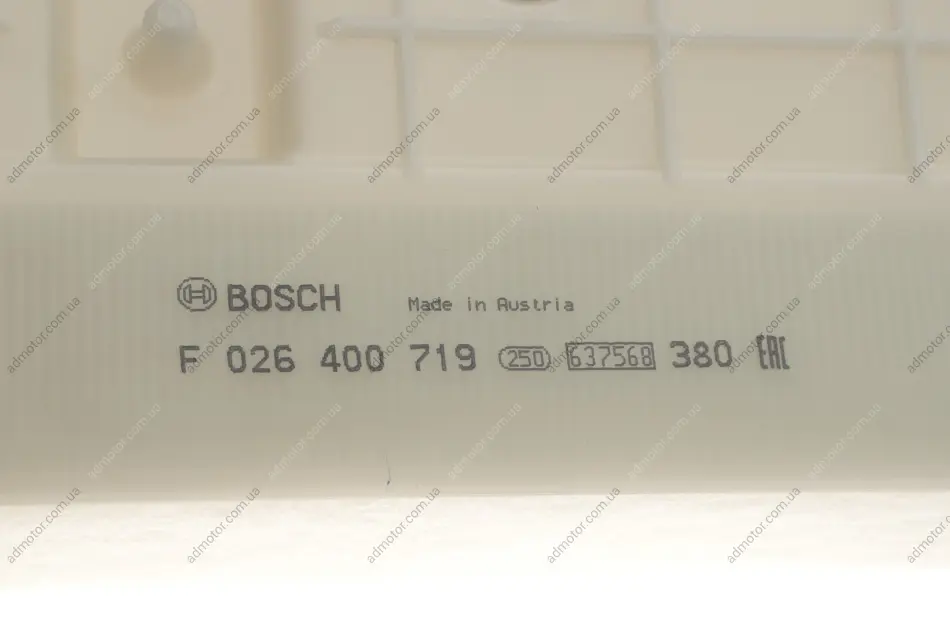 BOSCH Made in Austria
F 026 400 719 250 637568 380 EAC
admotor.com.ua